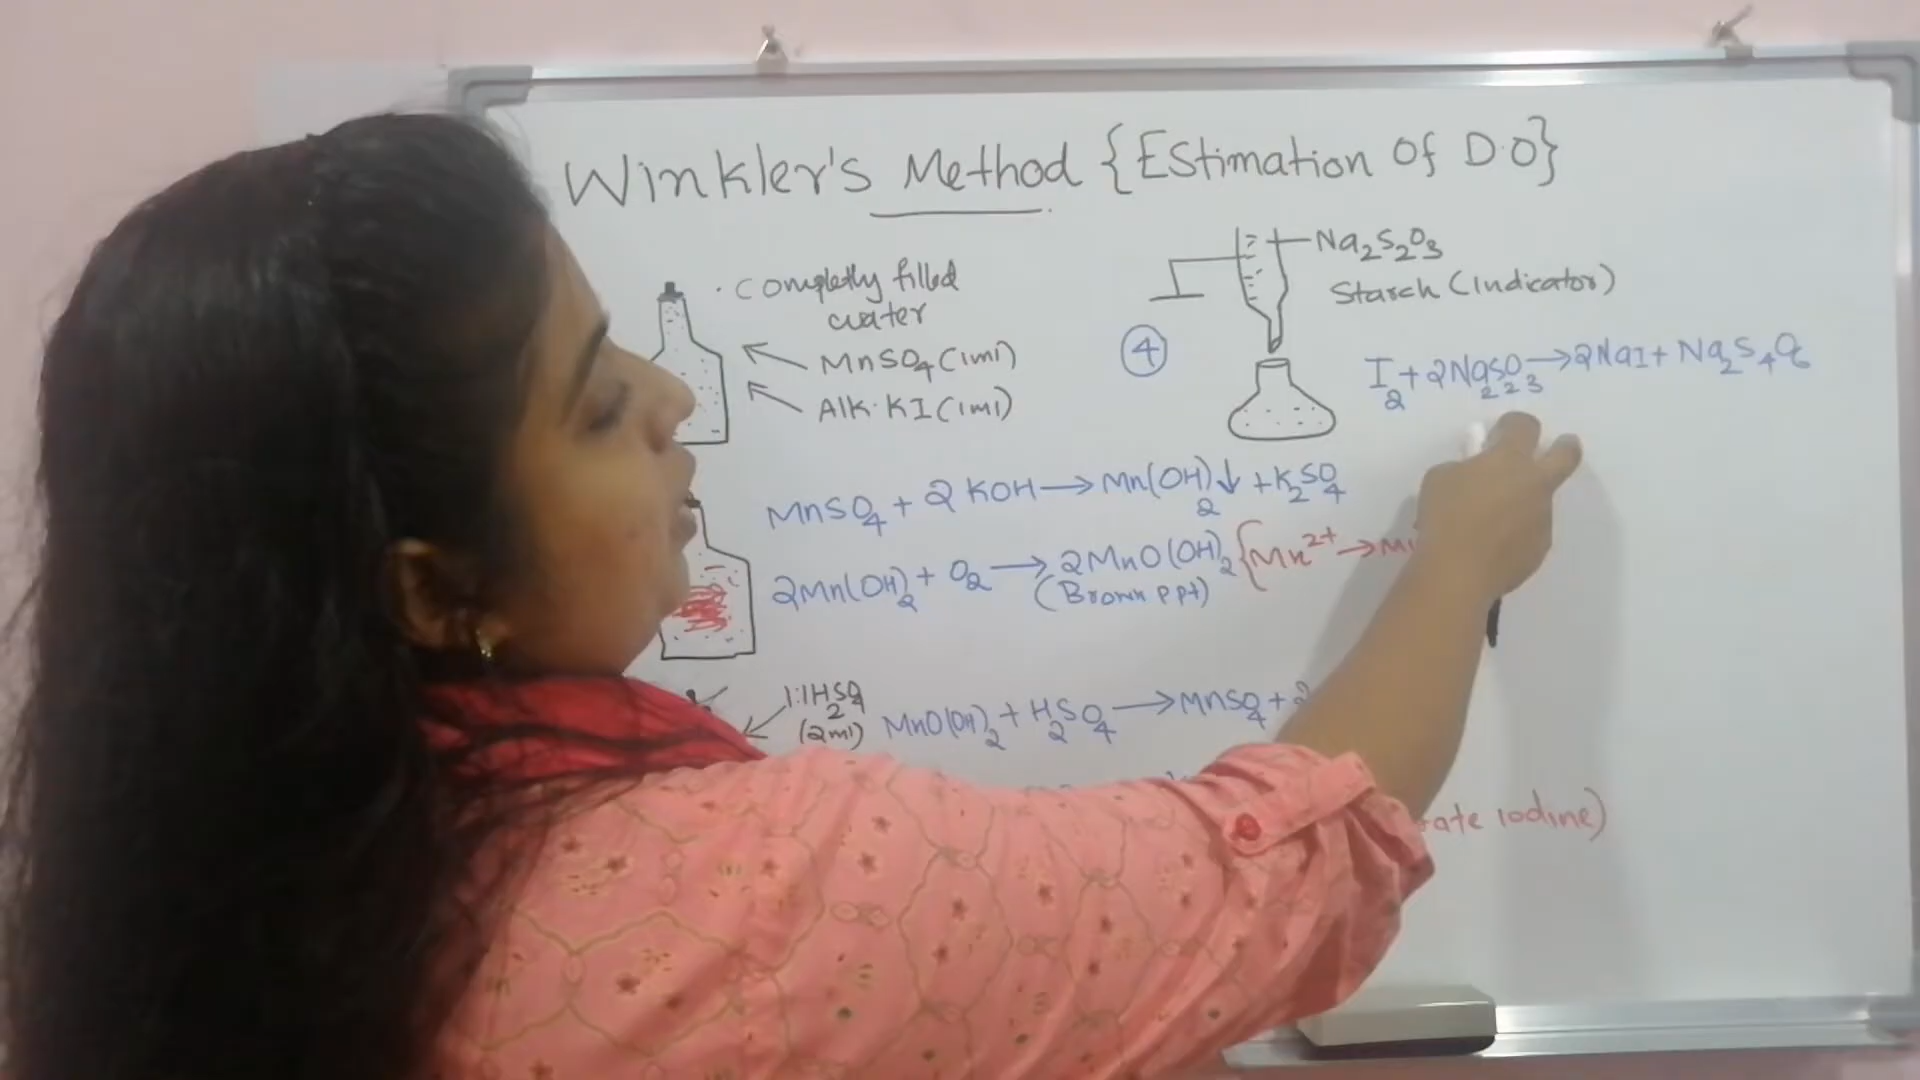 Winkler's Method {EStimation Of D.O}
. Completly filled
water
MnSO4 (1ml)
Alk. KI (1ml)
Na2S2O3
Starch (Indicator)
4
I2 + 2Na2S2O3 → 2NaI + Na2S4O6
MnSO4 + 2KOH → Mn(OH)2↓ + K2SO4
2Mn(OH)2 + O2 → 2MnO(OH)2 {Mn2+ →
(Brown ppt)
1:1 H2SO4
(2ml)
MnO(OH)2 + H2SO4 → MnSO4 + 2
iodine)